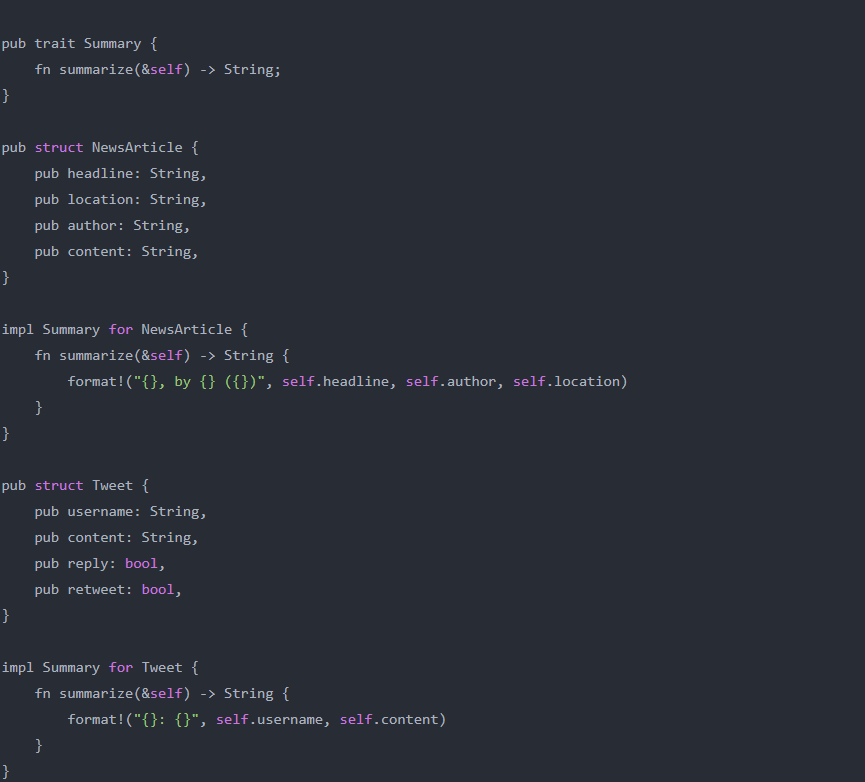 pub trait Summary {
    fn summarize(&self) -> String;
}
pub struct NewsArticle {
    pub headline: String,
    pub location: String,
    pub author: String,
    pub content: String,
}
impl Summary for NewsArticle {
    fn summarize(&self) -> String {
        format!("{}, by {} ({})", self.headline, self.author, self.location)
    }
}
pub struct Tweet {
    pub username: String,
    pub content: String,
    pub reply: bool,
    pub retweet: bool,
}
impl Summary for Tweet {
    fn summarize(&self) -> String {
        format!("{}: {}", self.username, self.content)
    }
}